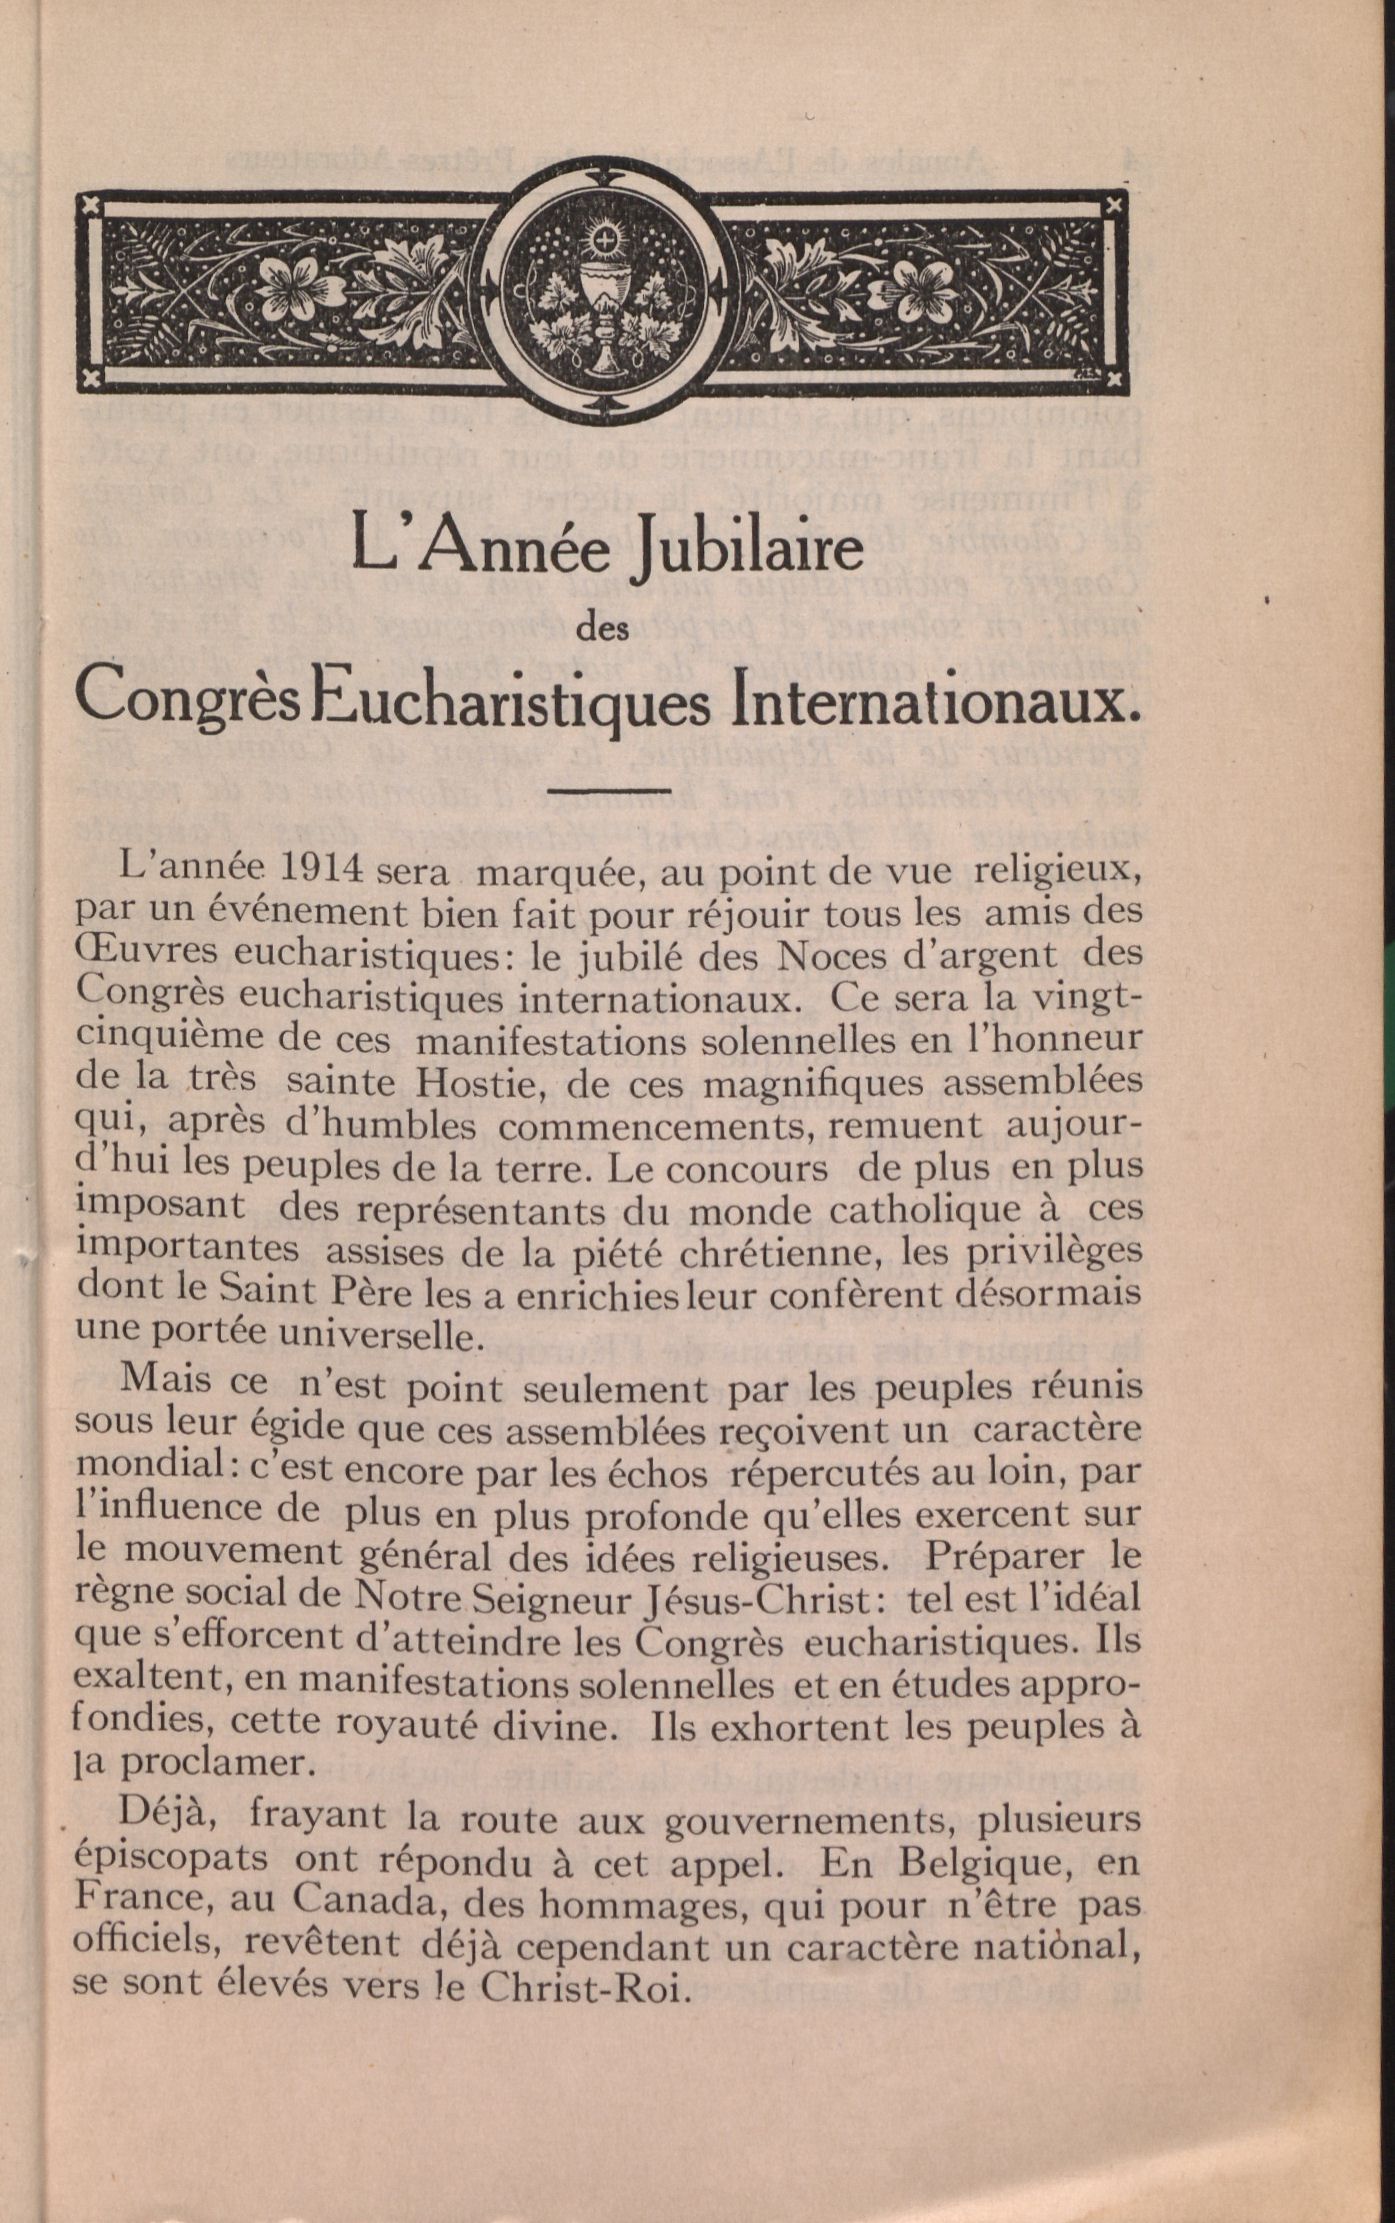 L'Année Jubilaire
des
Congrès Eucharistiques Internationaux.
L'année 1914 sera marquée, au point de vue religieux,
par un événement bien fait pour réjouir tous les amis des
Œuvres eucharistiques: le jubilé des Noces d'argent des
Congrès eucharistiques internationaux. Ce sera la vingt-
cinquième de ces manifestations solennelles en l'honneur
de la très sainte Hostie, de ces magnifiques assemblées
qui, après d'humbles commencements, remuent aujour-
d'hui les peuples de la terre. Le concours de plus en plus
imposant des représentants du monde catholique à ces
importantes assises de la piété chrétienne, les privilèges
dont le Saint Père les a enrichies leur confèrent désormais
une portée universelle.
Mais ce n'est point seulement par les peuples réunis
sous leur égide que ces assemblées reçoivent un caractère
mondial: c'est encore par les échos répercutés au loin, par
l'influence de plus en plus profonde qu'elles exercent sur
le mouvement général des idées religieuses. Préparer le
règne social de Notre Seigneur Jésus-Christ: tel est l'idéal
que s'efforcent d'atteindre les Congrès eucharistiques. Ils
exaltent, en manifestations solennelles et en études appro-
fondies, cette royauté divine. Ils exhortent les peuples à
la proclamer.
Déjà, frayant la route aux gouvernements, plusieurs
épiscopats ont répondu à cet appel. En Belgique, en
France, au Canada, des hommages, qui pour n'être pas
officiels, revêtent déjà cependant un caractère national,
se sont élevés vers le Christ-Roi.